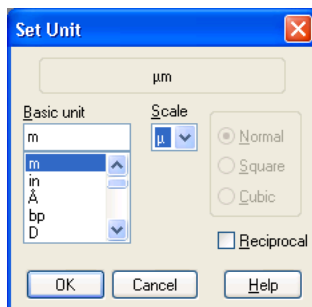 Set Unit
µm
Basic unit
Scale
m
µ
m
in
Å
bp
D
Normal
Square
Cubic
Reciprocal
OK
Cancel
Help